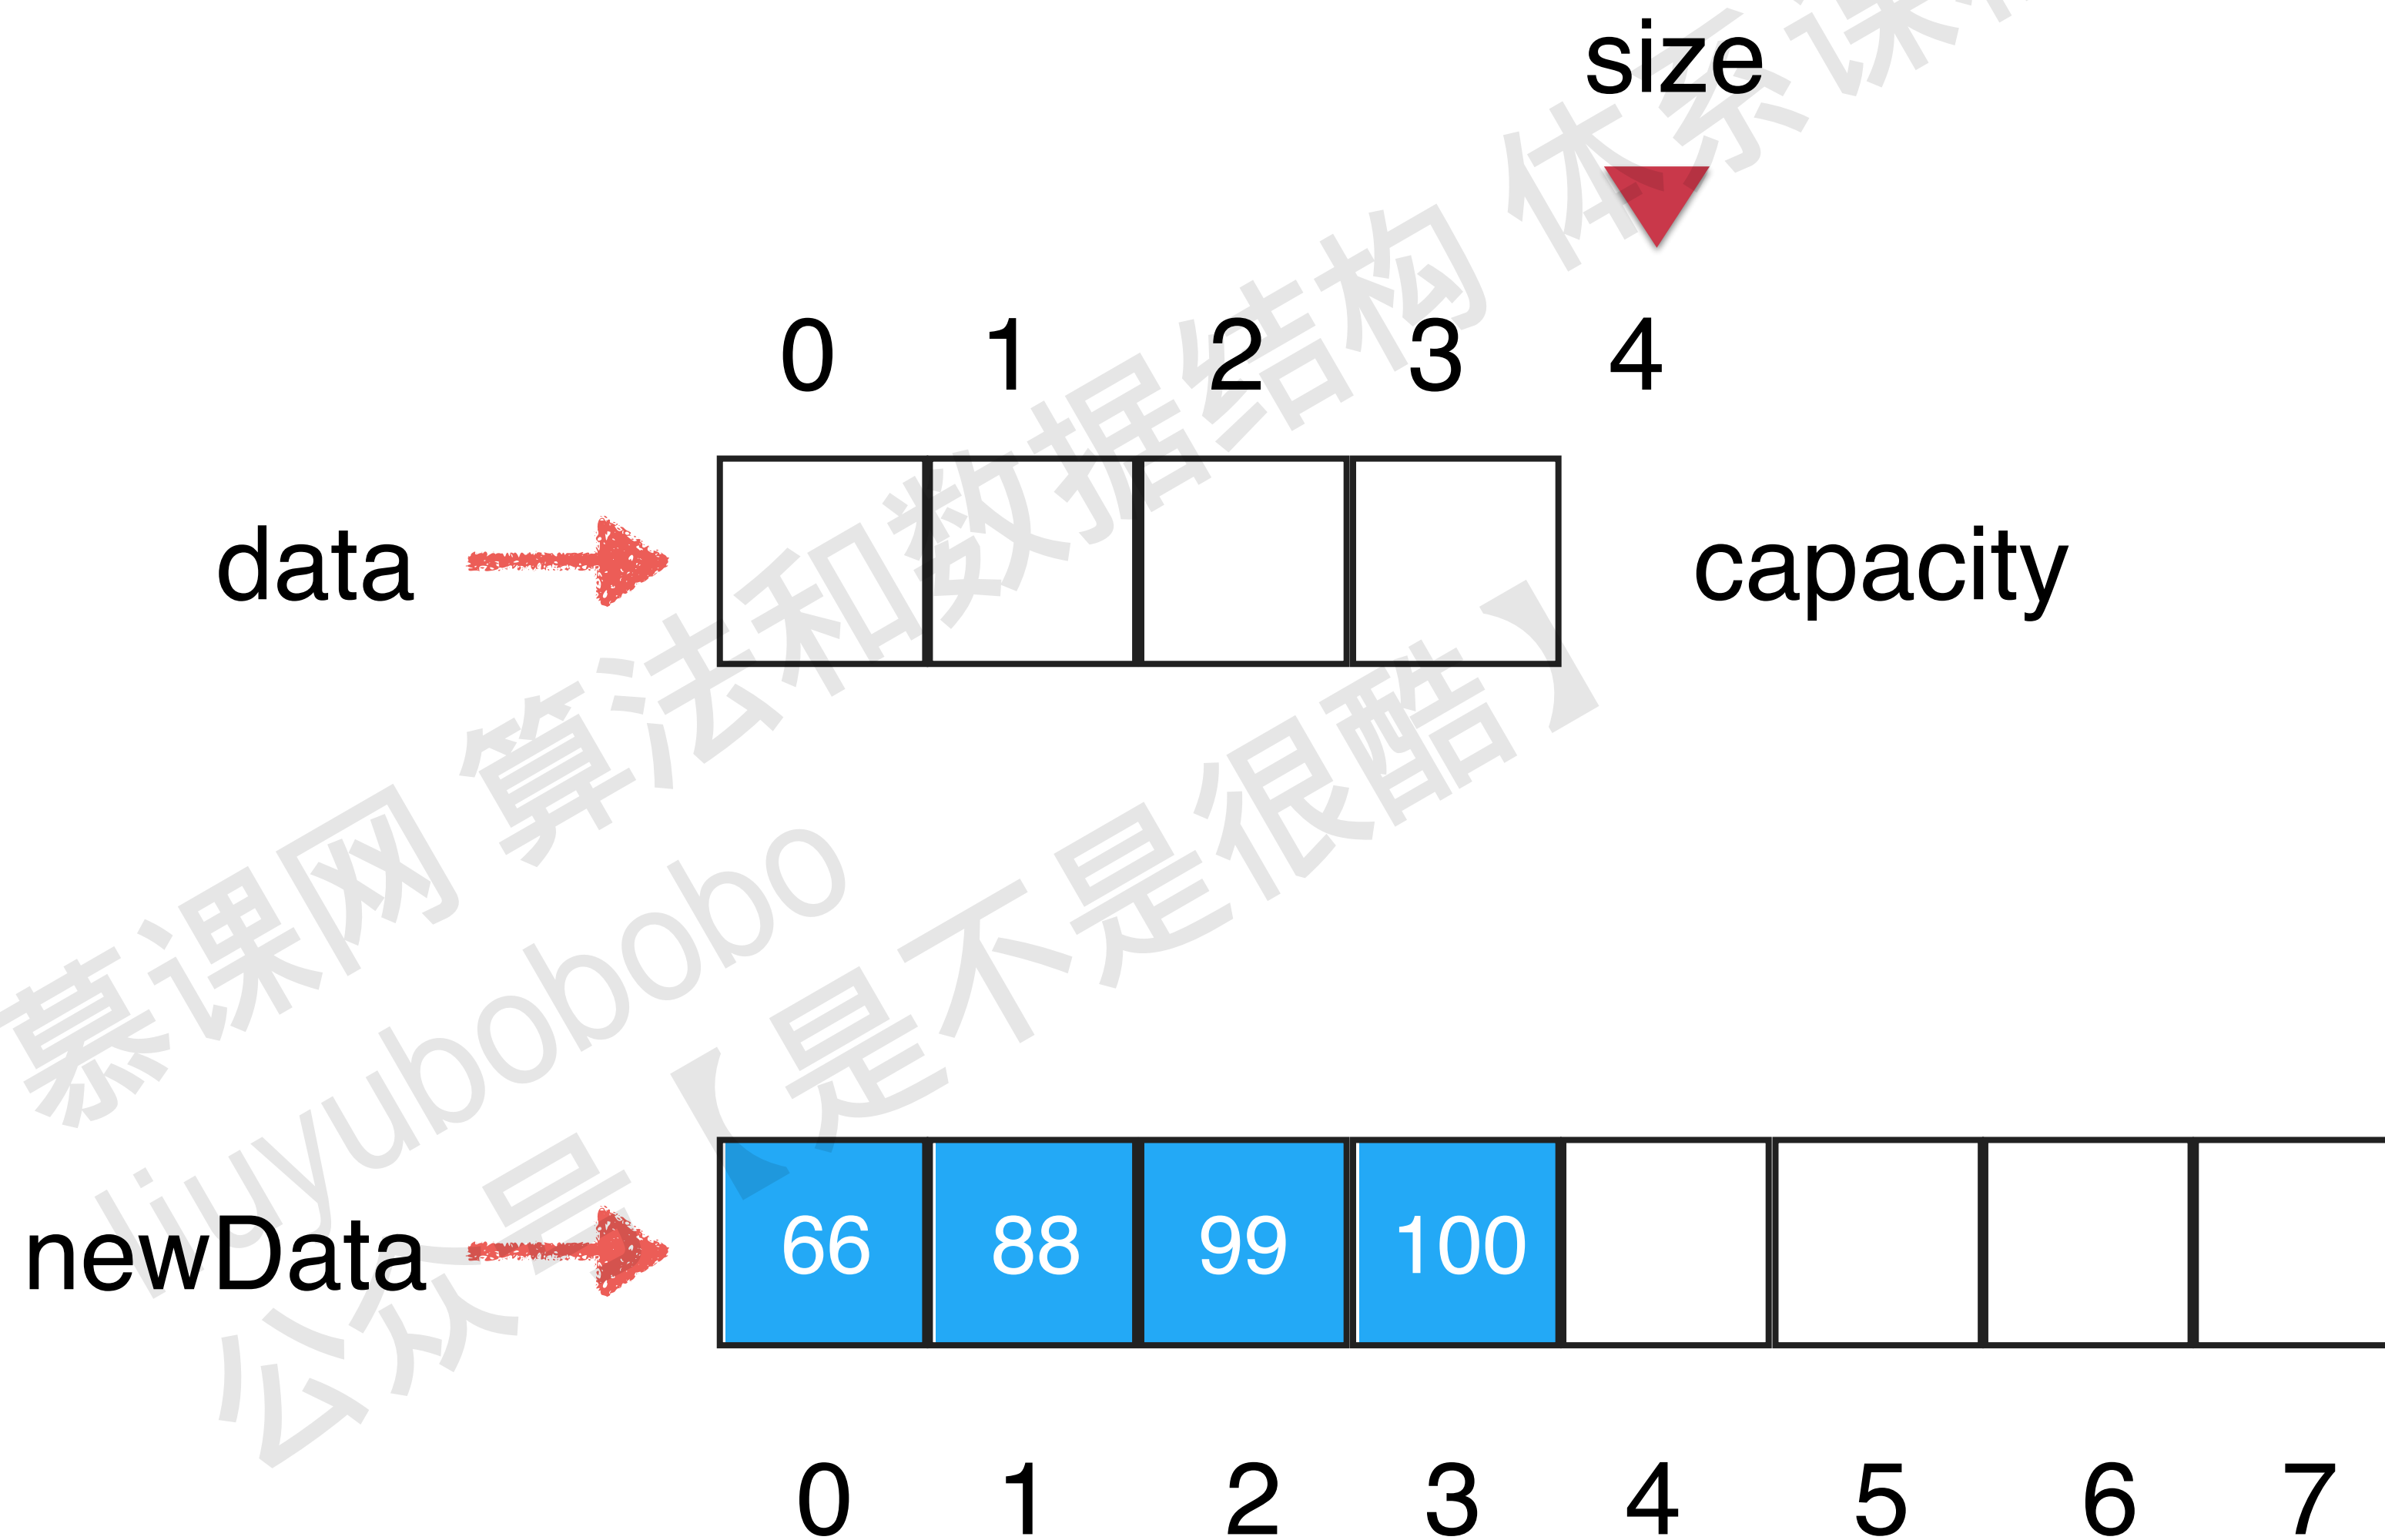 size
0 1 2 3 4
data capacity
慕课网 算法和数据结构 体系课
liuyubobobo
公众号【是不是很酷】
newData 66 88 99 100
0 1 2 3 4 5 6 7